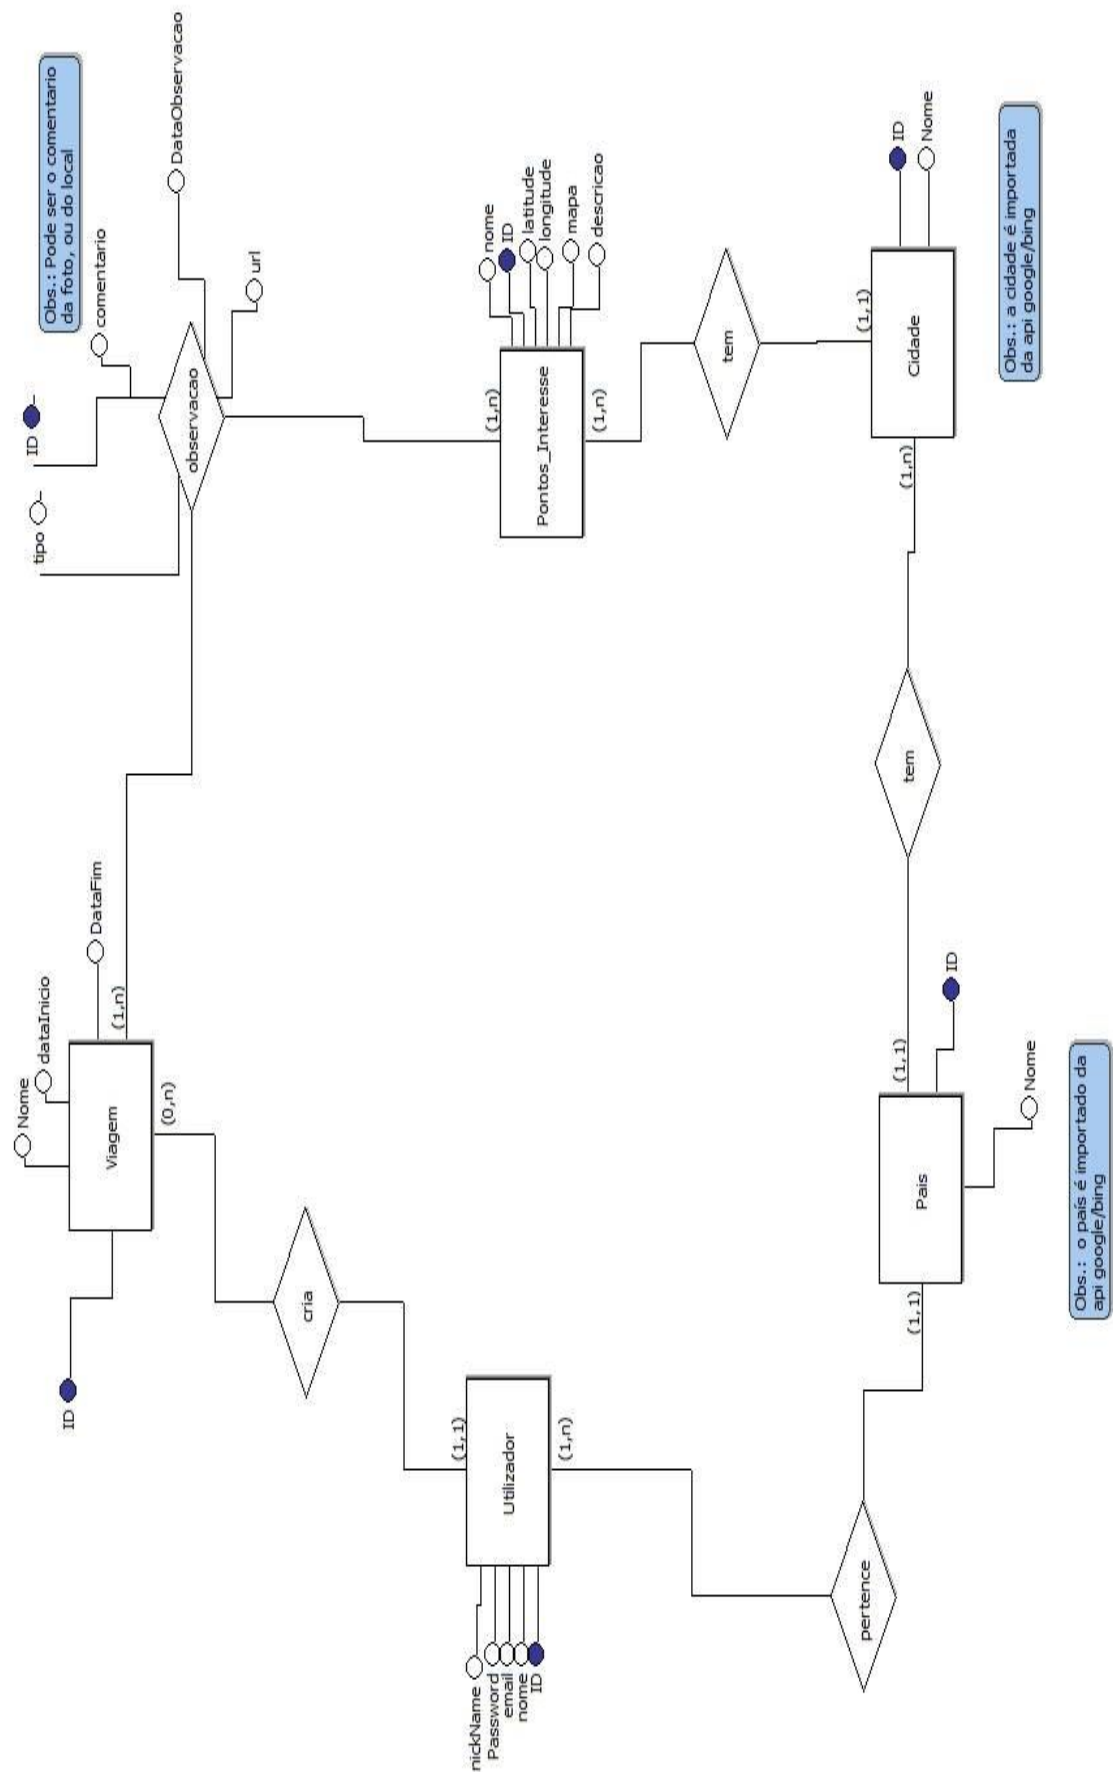 ID
Nome
dataInicio
DataFim
Viagem
(1,n)
(0,n)
tipo
ID
comentario
Obs.: Pode ser o comentario
da foto, ou do local
DataObservacao
observacao
url
cria
nickName
Password
email
nome
ID
(1,1)
Utilizador
(1,n)
(1,n)
Pontos_Interesse
(1,n)
nome
ID
latitude
longitude
mapa
descricao
tem
pertence
(1,1)
Pais
(1,1)
ID
Nome
tem
(1,n)
(1,1)
Cidade
ID
Nome
Obs.: a cidade é importada
da api google/bing
Obs.: o país é importado da
api google/bing